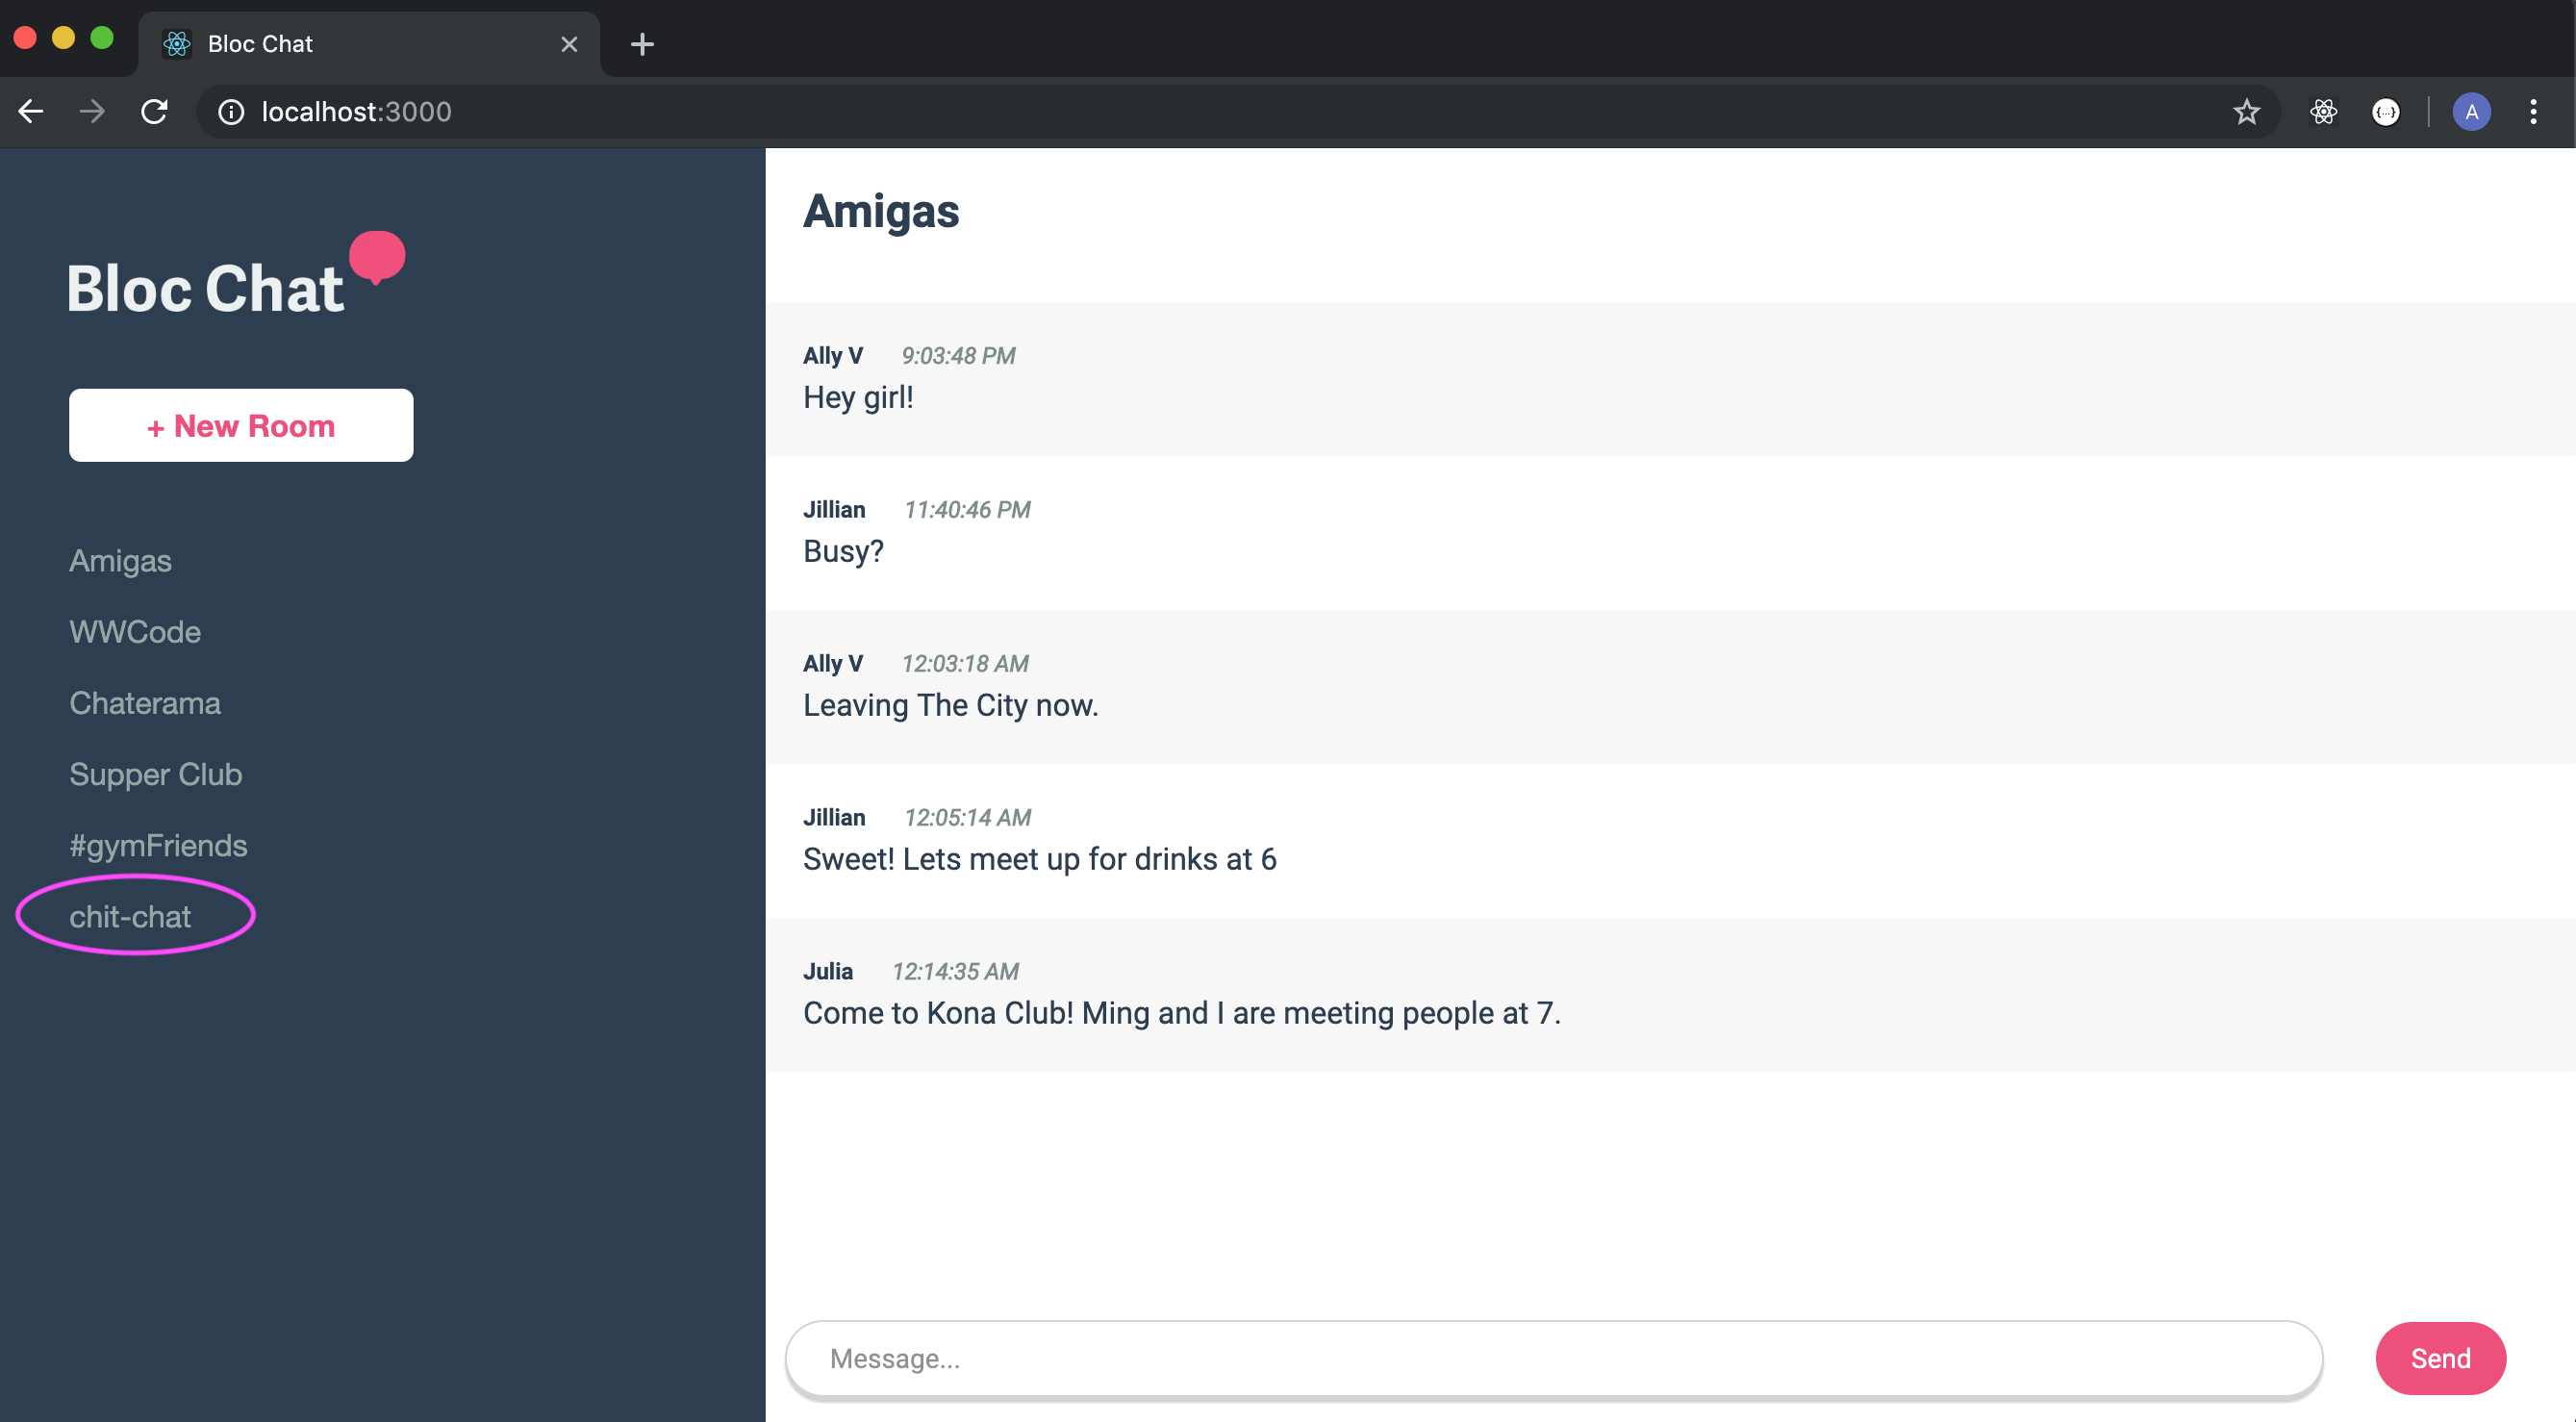 Bloc Chat
localhost:3000
A
Bloc Chat
+ New Room
Amigas
WWCode
Chaterama
Supper Club
#gymFriends
chit-chat
Amigas
Ally V 9:03:48 PM
Hey girl!
Jillian 11:40:46 PM
Busy?
Ally V 12:03:18 AM
Leaving The City now.
Jillian 12:05:14 AM
Sweet! Lets meet up for drinks at 6
Julia 12:14:35 AM
Come to Kona Club! Ming and I are meeting people at 7.
Message...
Send